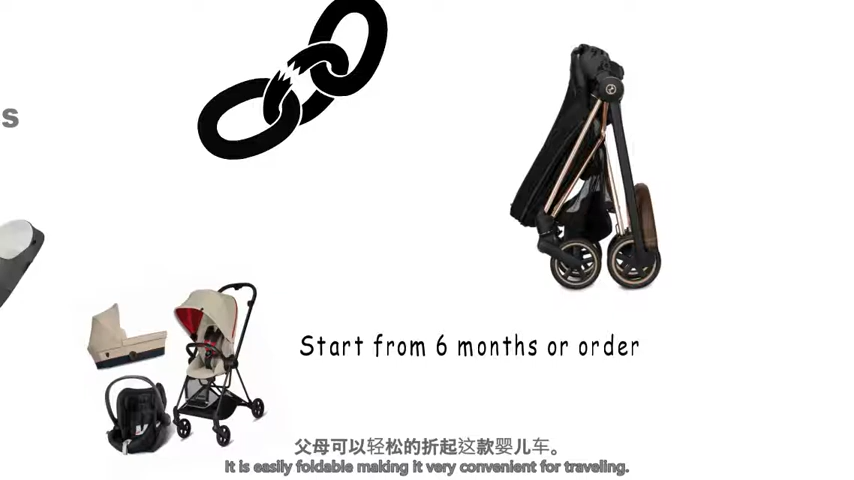 s
Start from 6 months or order
父母可以轻松的折起这款婴儿车。
It is easily foldable making it very convenient for traveling.